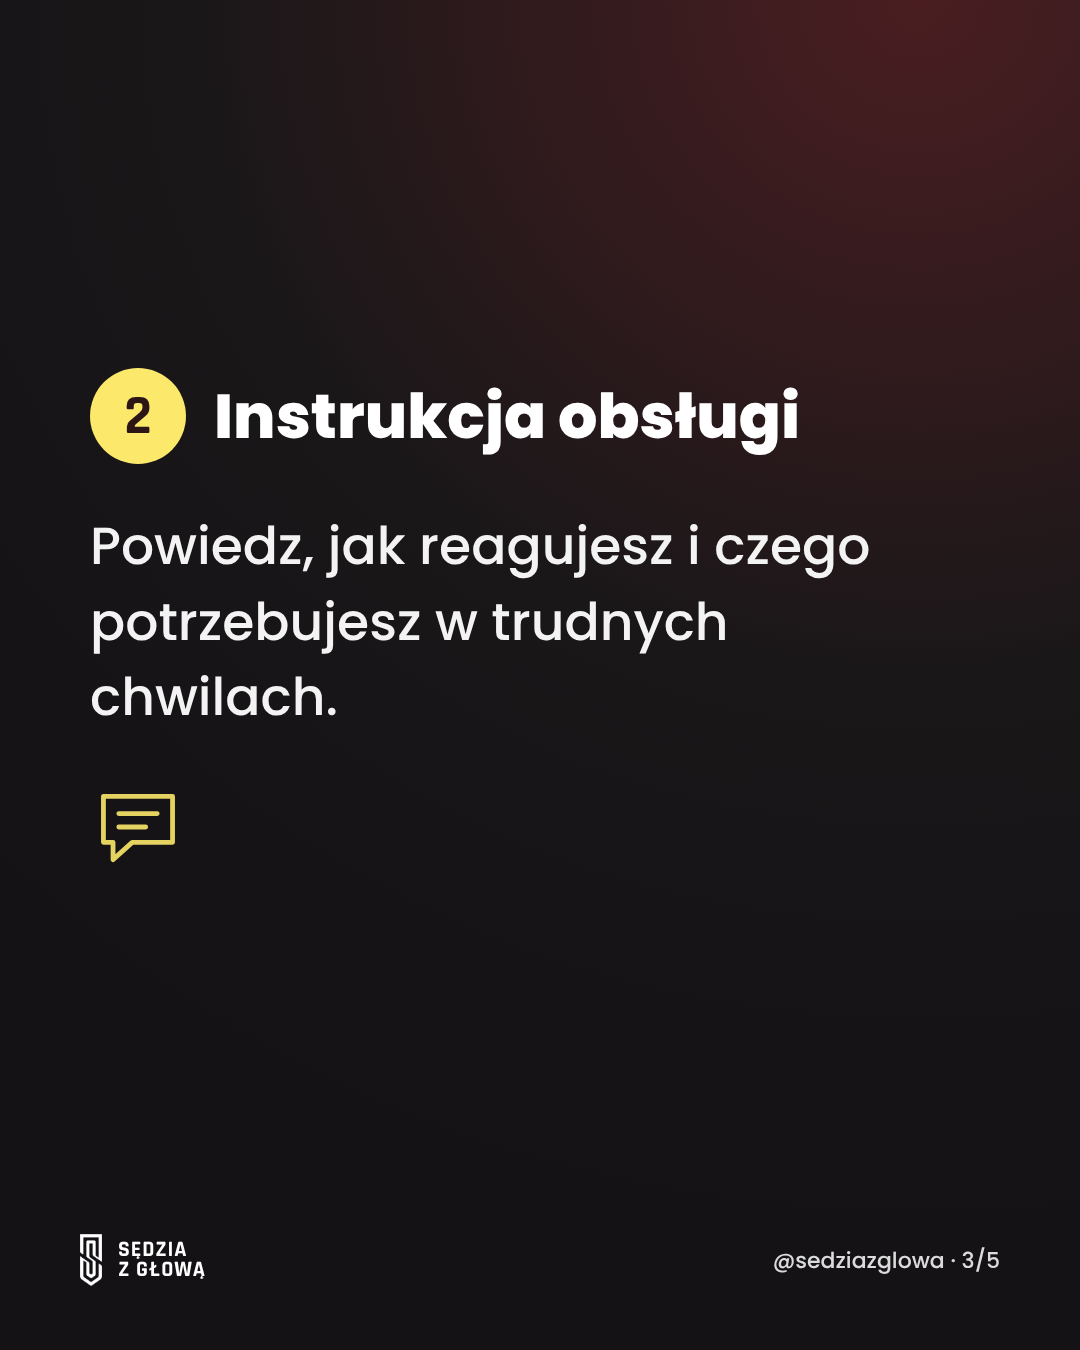 2 Instrukcja obsługi
Powiedz, jak reagujesz i czego
potrzebujesz w trudnych
chwilach.
SĘDZIA
Z GŁOWĄ
@sedziazglowa · 3/5